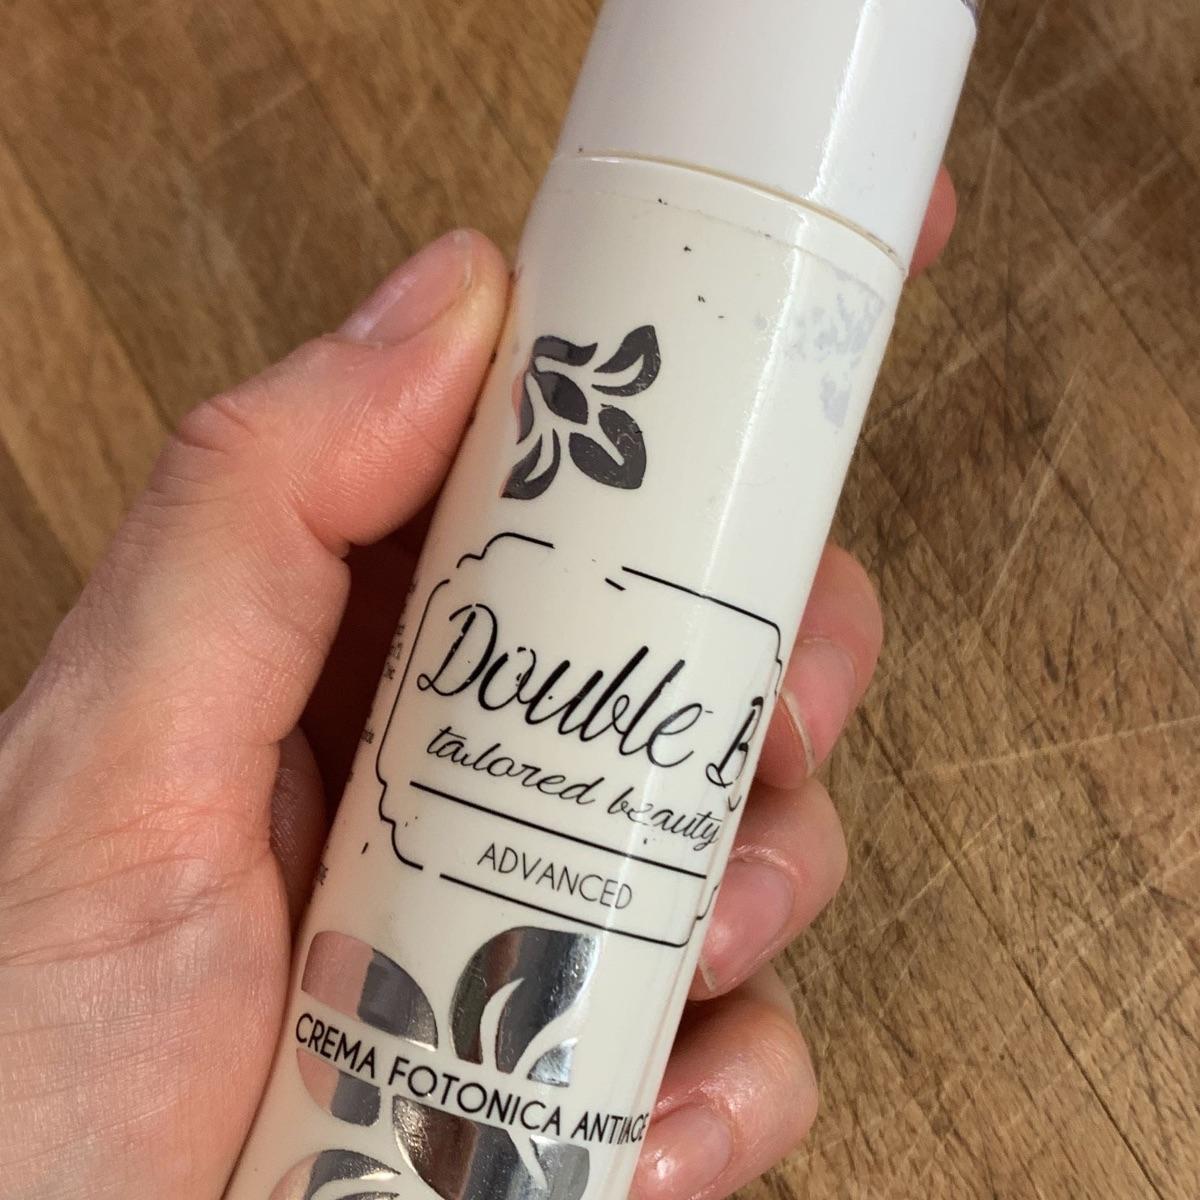 Double B
tailored beauty
ADVANCED
CREMA FOTONICA ANTIAGE